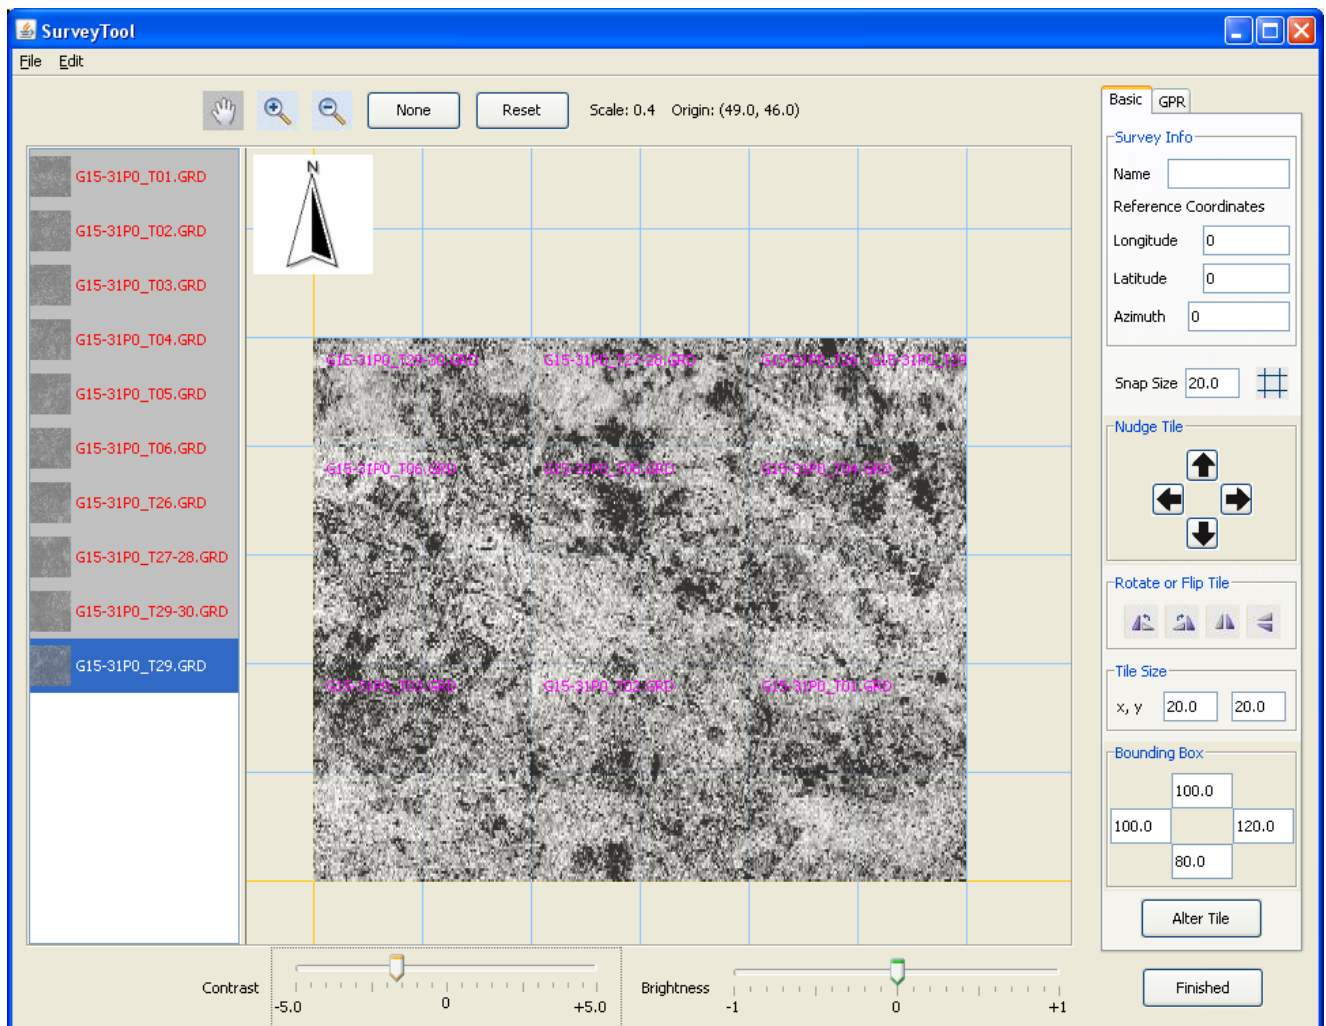 SurveyTool
File Edit
None Reset Scale: 0.4 Origin: (49.0, 46.0)
G15-31P0_T01.GRD
G15-31P0_T02.GRD
G15-31P0_T03.GRD
G15-31P0_T04.GRD
G15-31P0_T05.GRD
G15-31P0_T06.GRD
G15-31P0_T26.GRD
G15-31P0_T27-28.GRD
G15-31P0_T29-30.GRD
G15-31P0_T29.GRD
N
G15-31P0_T29-30.GRD G15-31P0_T27-28.GRD G15-31P0_T26 G15-31P0_T29
G15-31P0_T06.GRD G15-31P0_T05.GRD G15-31P0_T04.GRD
G15-31P0_T03.GRD G15-31P0_T02.GRD G15-31P0_T01.GRD
Contrast
-5.0 0 +5.0
Brightness
-1 0 +1
Basic GPR
Survey Info
Name
Reference Coordinates
Longitude 0
Latitude 0
Azimuth 0
Snap Size 20.0
Nudge Tile
Rotate or Flip Tile
Tile Size
x, y 20.0 20.0
Bounding Box
100.0
100.0 120.0
80.0
Alter Tile
Finished